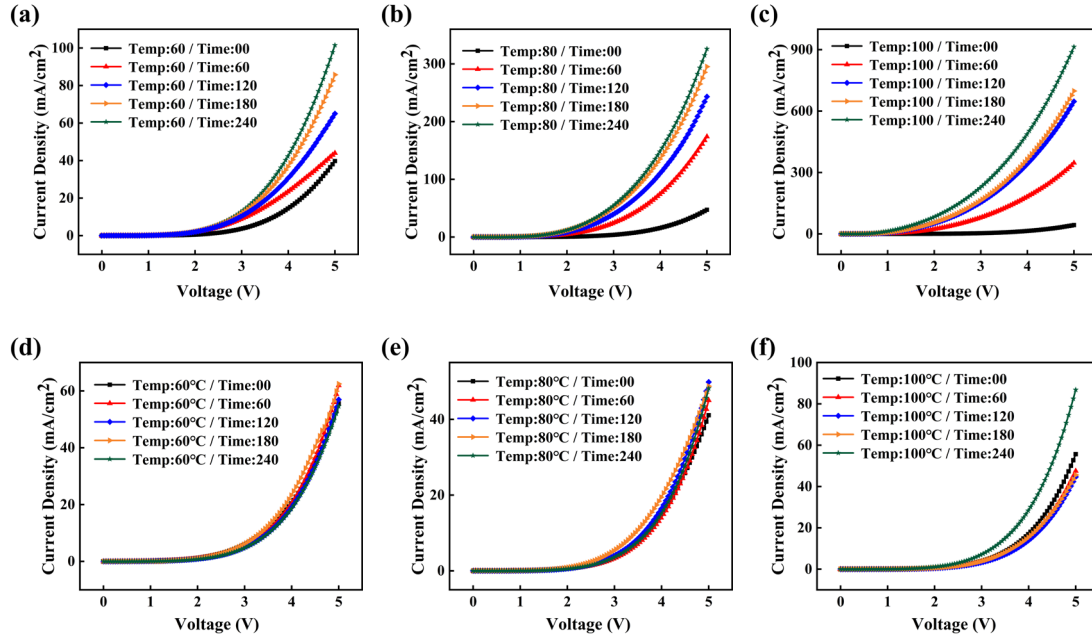 (a)
Temp:60 / Time:00
Temp:60 / Time:60
Temp:60 / Time:120
Temp:60 / Time:180
Temp:60 / Time:240
Current Density (mA/cm²)
100
80
60
40
20
0
0 1 2 3 4 5
Voltage (V)
(b)
Temp:80 / Time:00
Temp:80 / Time:60
Temp:80 / Time:120
Temp:80 / Time:180
Temp:80 / Time:240
Current Density (mA/cm²)
300
200
100
0
0 1 2 3 4 5
Voltage (V)
(c)
Temp:100 / Time:00
Temp:100 / Time:60
Temp:100 / Time:120
Temp:100 / Time:180
Temp:100 / Time:240
Current Density (mA/cm²)
900
600
300
0
0 1 2 3 4 5
Voltage (V)
(d)
Temp:60℃ / Time:00
Temp:60℃ / Time:60
Temp:60℃ / Time:120
Temp:60℃ / Time:180
Temp:60℃ / Time:240
Current Density (mA/cm²)
60
40
20
0
0 1 2 3 4 5
Voltage (V)
(e)
Temp:80℃ / Time:00
Temp:80℃ / Time:60
Temp:80℃ / Time:120
Temp:80℃ / Time:180
Temp:80℃ / Time:240
Current Density (mA/cm²)
40
20
0
0 1 2 3 4 5
Voltage (V)
(f)
Temp:100℃ / Time:00
Temp:100℃ / Time:60
Temp:100℃ / Time:120
Temp:100℃ / Time:180
Temp:100℃ / Time:240
Current Density (mA/cm²)
100
80
60
40
20
0
0 1 2 3 4 5
Voltage (V)